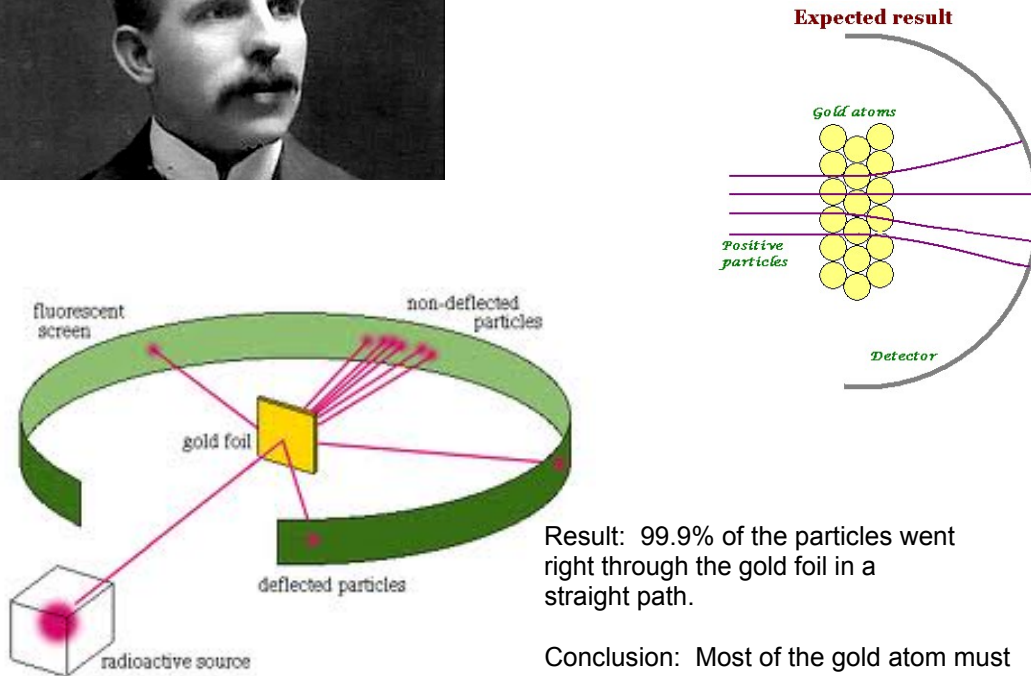 Expected result
Gold atoms
Positive
particles
Detector
fluorescent
screen
non-deflected
particles
gold foil
deflected particles
radioactive source
Result: 99.9% of the particles went
right through the gold foil in a
straight path.
Conclusion: Most of the gold atom must